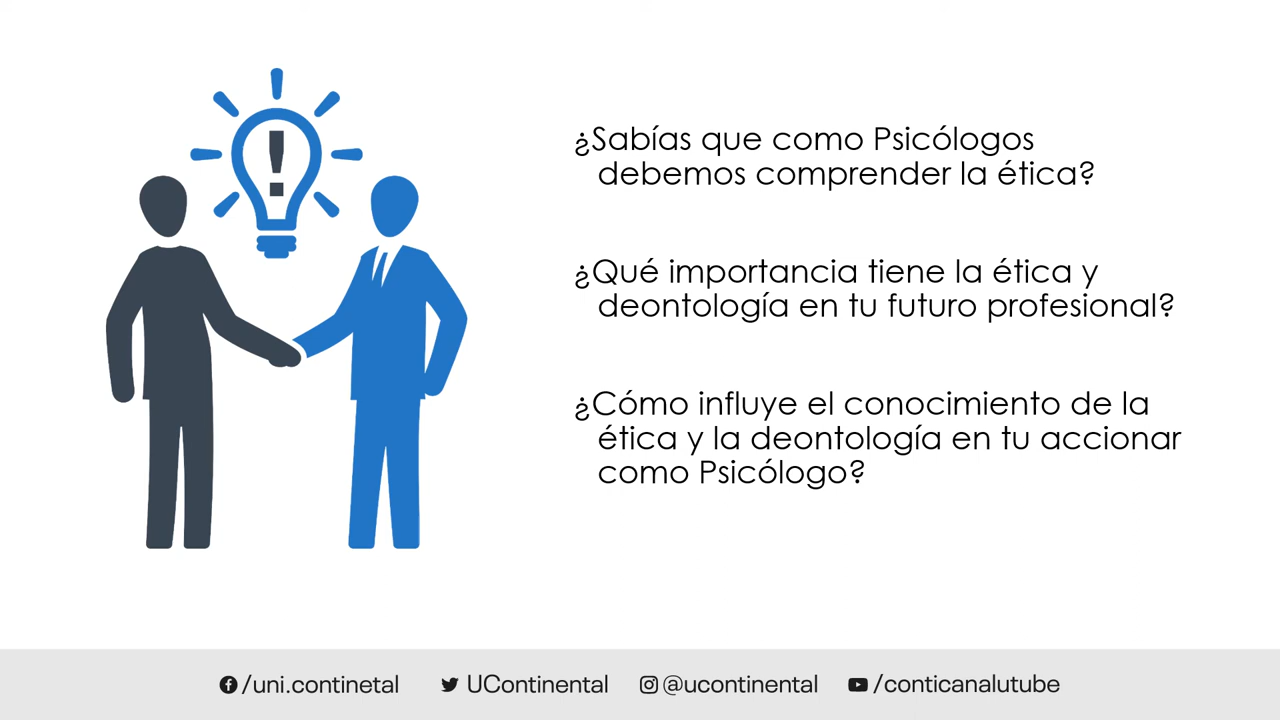 ¿Sabías que como Psicólogos
debemos comprender la ética?
¿Qué importancia tiene la ética y
deontología en tu futuro profesional?
¿Cómo influye el conocimiento de la
ética y la deontología en tu accionar
como Psicólogo?
/uni.continetal UContinental @ucontinental /conticanalutube